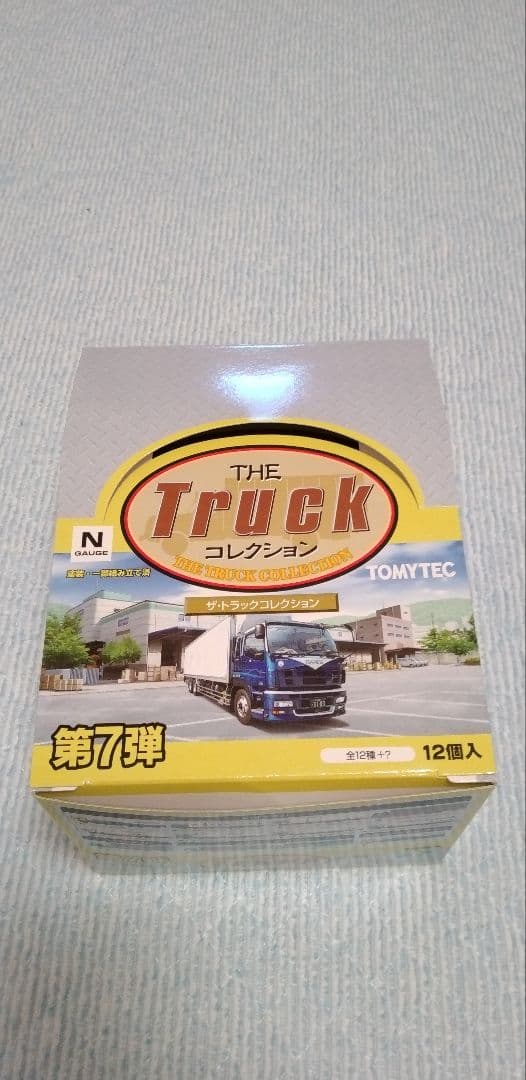 THE
Truck
コレクション
THE TRUCK COLLECTION
N
GAUGE
塗装・一部組み立て済
TOMYTEC
ザ・トラックコレクション
第7弾
全12種+?
12個入